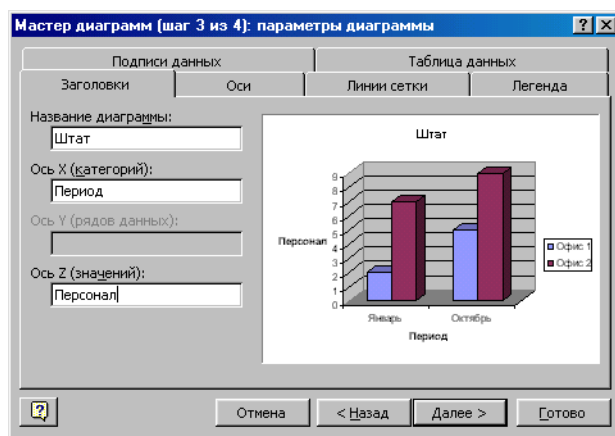 Мастер диаграмм (шаг 3 из 4): параметры диаграммы
Подписи данных
Таблица данных
Заголовки
Оси
Линии сетки
Легенда
Название диаграммы:
Штат
Ось X (категорий):
Период
Ось Y (рядов данных):
Ось Z (значений):
Персонал
Штат
9
8
7
6
5
4
3
2
1
0
Персонал
Январь
Октябрь
Период
Офис 1
Офис 2
Отмена
< Назад
Далее >
Готово